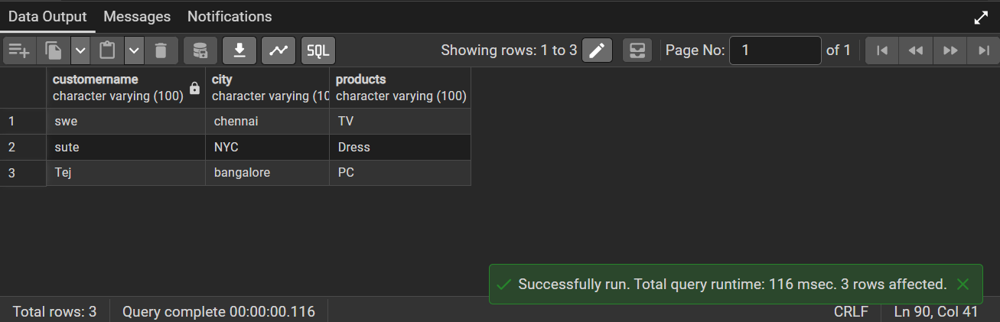 Data Output Messages Notifications
SQL Showing rows: 1 to 3 Page No: 1 of 1
customername city products
character varying (100) character varying (10 character varying (100)
1 swe chennai TV
2 sute NYC Dress
3 Tej bangalore PC
Successfully run. Total query runtime: 116 msec. 3 rows affected.
Total rows: 3 Query complete 00:00:00.116 CRLF Ln 90, Col 41